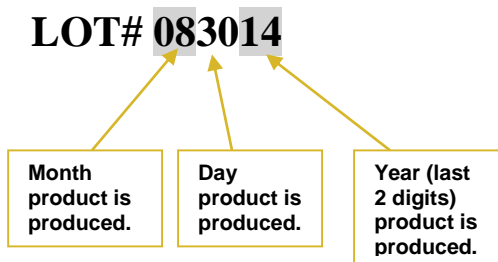 LOT# 083014
Month
product is
produced.
Day
product is
produced.
Year (last
2 digits)
product is
produced.